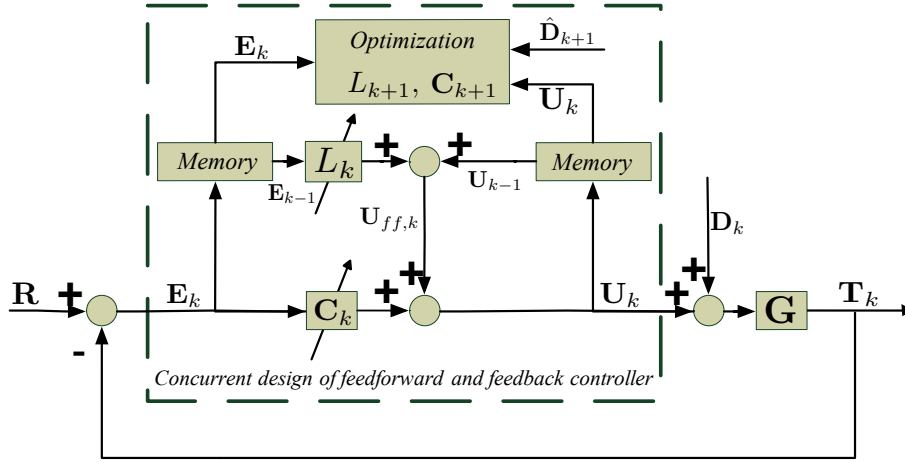 Optimization
L_{k+1}, C_{k+1}
E_k
D̂_{k+1}
U_k
Memory
E_{k-1}
L_k
+
+
U_{k-1}
Memory
U_{ff,k}
D_k
R
+
-
E_k
C_k
+
+
U_k
+
+
G
T_k
Concurrent design of feedforward and feedback controller